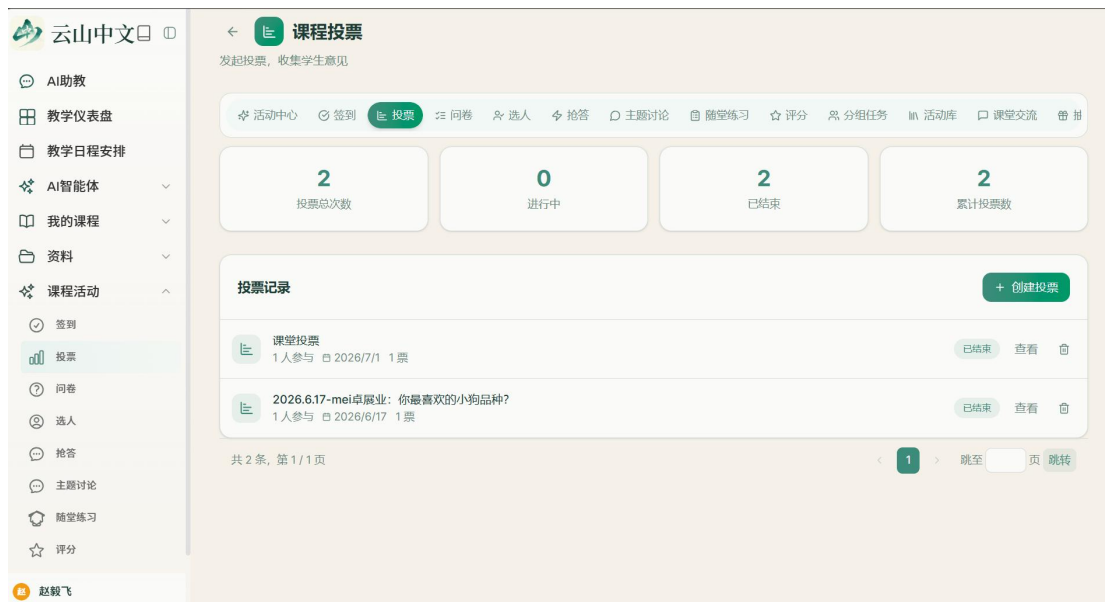 云山中文
AI助教
教学仪表盘
教学日程安排
AI智能体
我的课程
资料
课程活动
签到
投票
问卷
选人
抢答
主题讨论
随堂练习
评分
赵
赵毅飞
课程投票
发起投票，收集学生意见
活动中心 签到 投票 问卷 选人 抢答 主题讨论 随堂练习 评分 分组任务 活动库 课堂交流
2 0 2 2
投票总次数 进行中 已结束 累计投票数
投票记录 + 创建投票
课堂投票
1人参与 2026/7/1 1票
已结束 查看
2026.6.17-mei卓展业：你最喜欢的小狗品种？
1人参与 2026/6/17 1票
已结束 查看
共 2 条，第 1 / 1 页 1 跳至 页 跳转